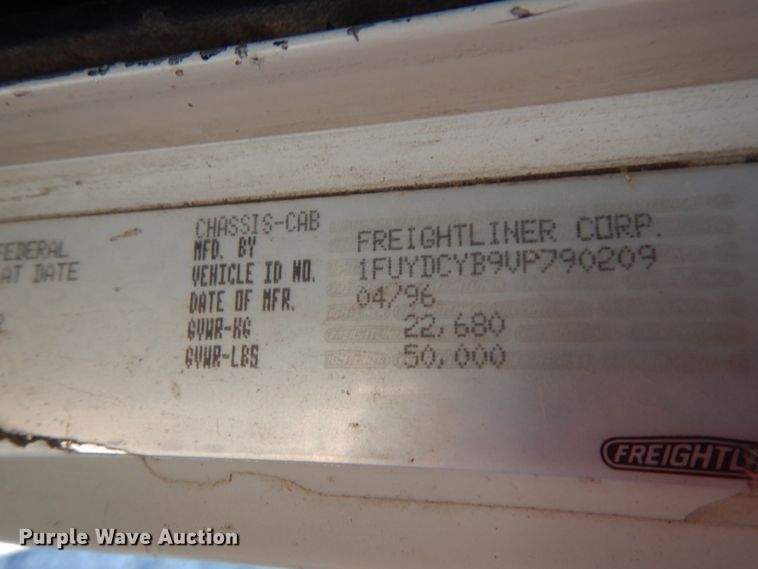 CHASSIS-CAB
FEDERAL MFD. BY FREIGHTLINER CORP.
AT DATE VEHICLE ID NO. 1FUYDCYB9VP790209
DATE OF MFR. 04/96
2 GVWR-KG 22,680
GVWR-LBS 50,000
FREIGHTL
Purple Wave Auction